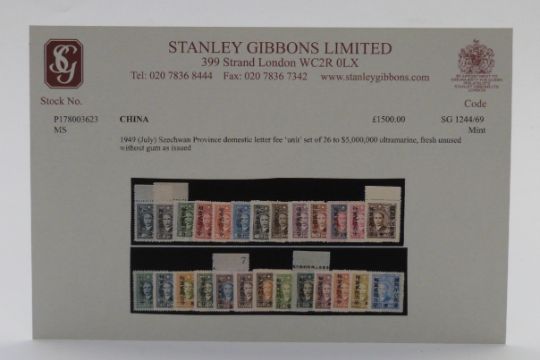 SG
STANLEY GIBBONS LIMITED
399 Strand London WC2R 0LX
Tel: 020 7836 8444 Fax: 020 7836 7342 www.stanleygibbons.com
Stock No. Code
P178003623 CHINA £1500.00 SG 1244/69
MS Mint
1949 (July) Szechwan Province domestic letter fee 'unit' set of 26 to $5,000,000 ultramarine, fresh unused
without gum as issued
7